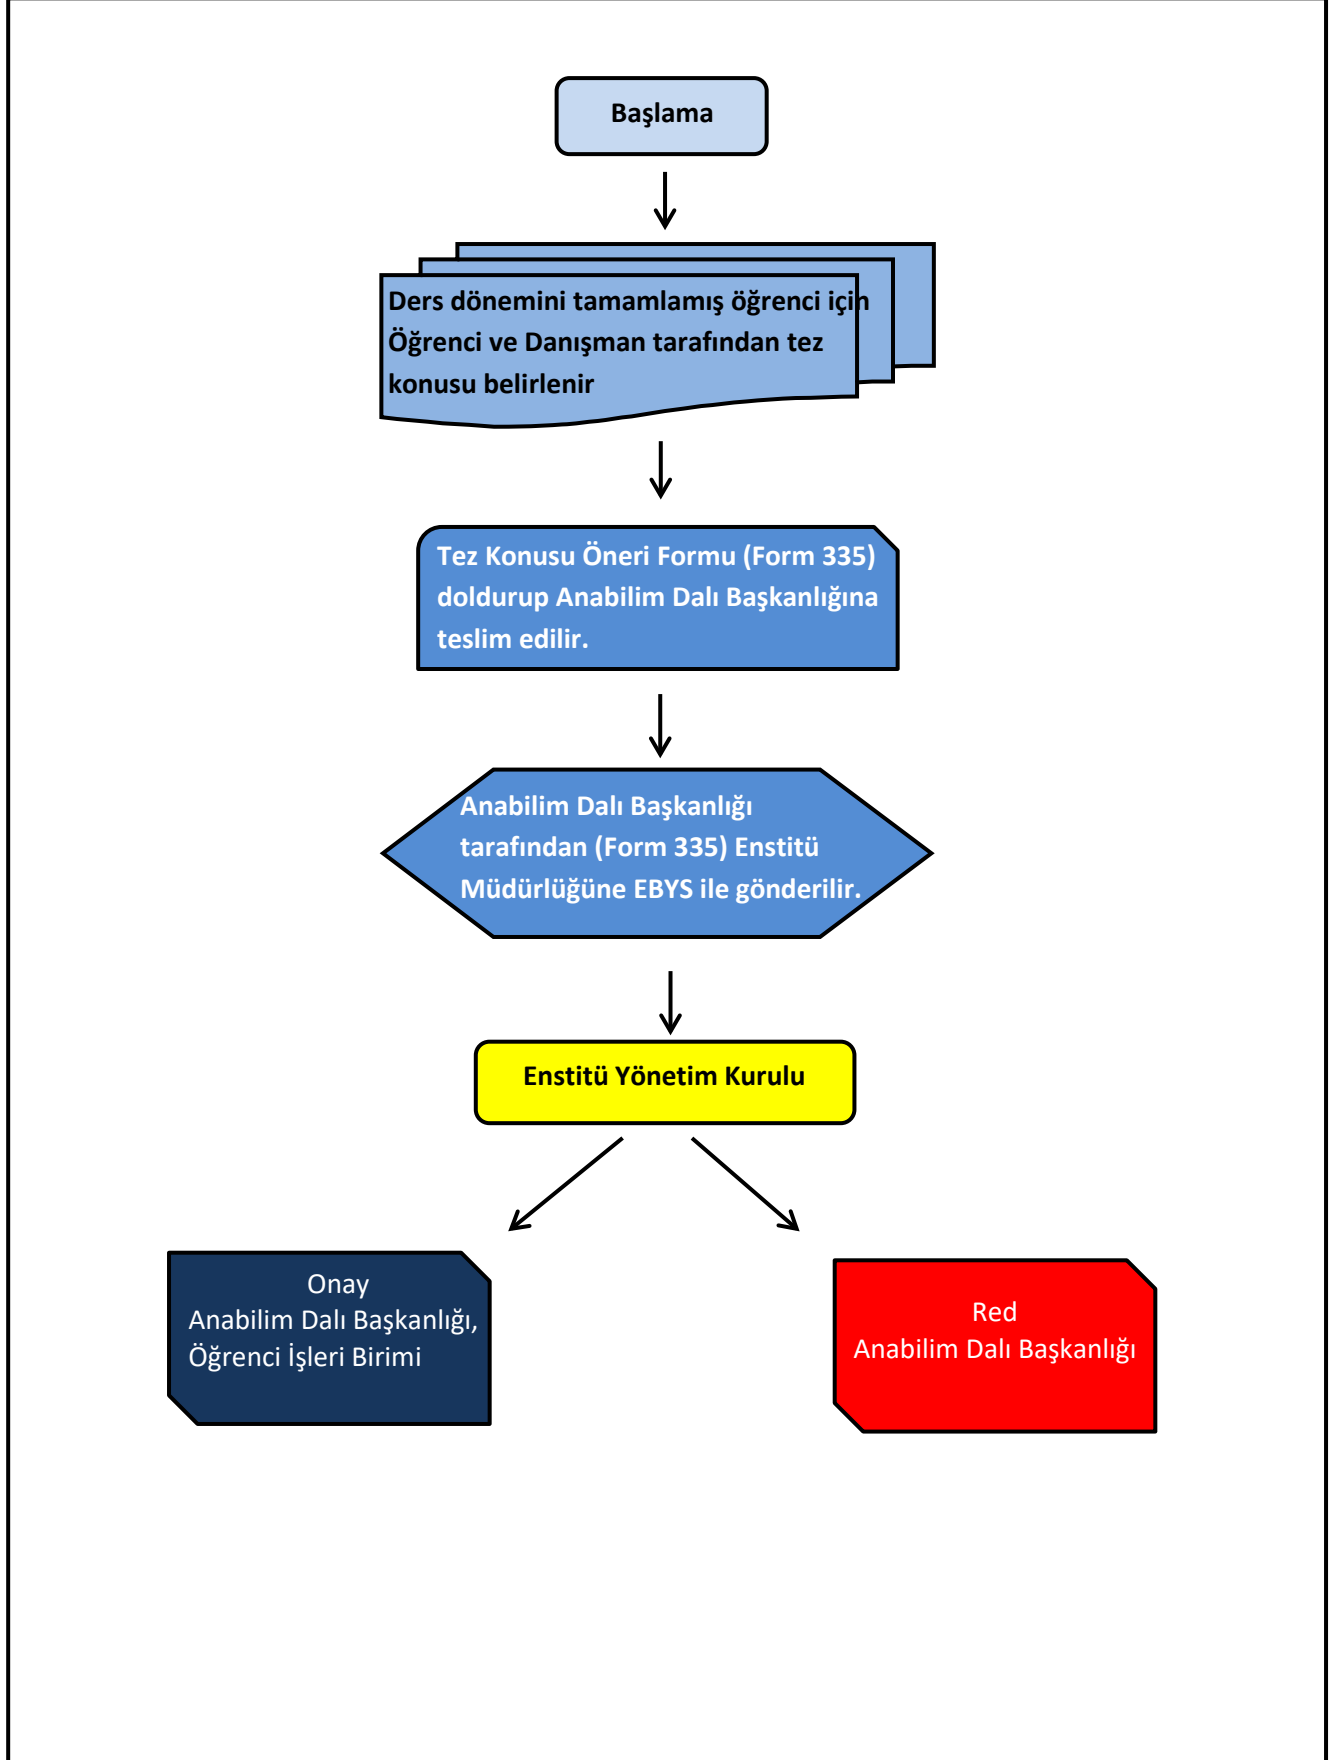 Başlama
Ders dönemini tamamlamış öğrenci için
Öğrenci ve Danışman tarafından tez
konusu belirlenir
Tez Konusu Öneri Formu (Form 335)
doldurup Anabilim Dalı Başkanlığına
teslim edilir.
Anabilim Dalı Başkanlığı
tarafından (Form 335) Enstitü
Müdürlüğüne EBYS ile gönderilir.
Enstitü Yönetim Kurulu
Onay
Anabilim Dalı Başkanlığı,
Öğrenci İşleri Birimi
Red
Anabilim Dalı Başkanlığı